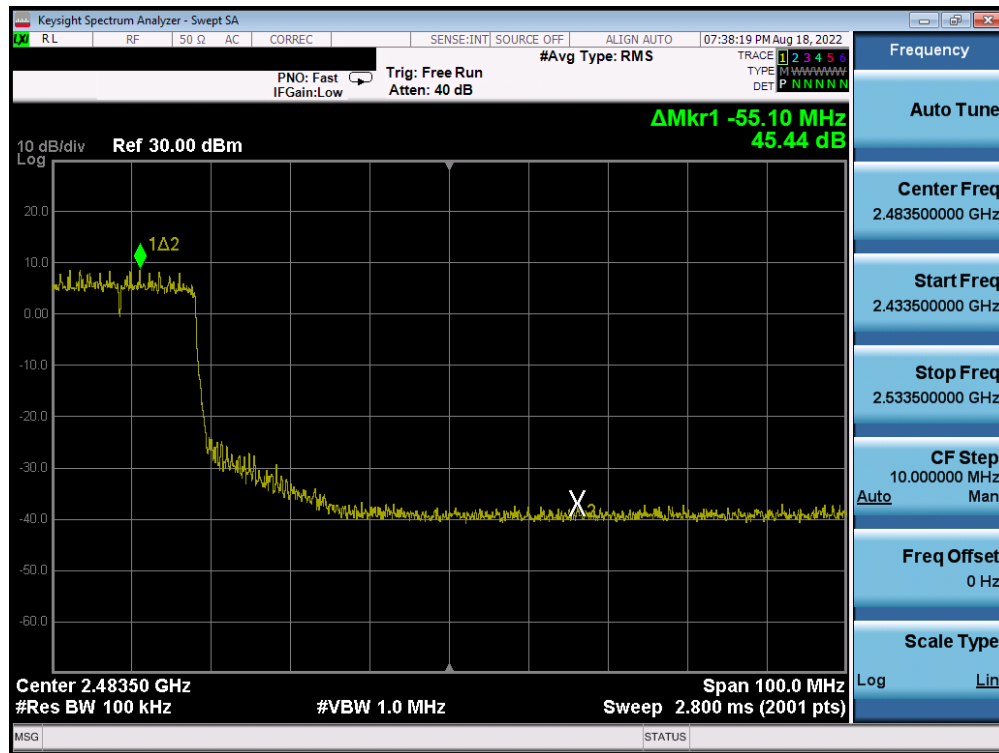 Keysight Spectrum Analyzer - Swept SA
LXI RL RF 50 Ω AC CORREC SENSE:INT SOURCE OFF ALIGN AUTO 07:38:19 PM Aug 18, 2022
#Avg Type: RMS
TRACE 1 2 3 4 5 6
TYPE M WWWWW
DET P N N N N N
PNO: Fast
IFGain:Low
Trig: Free Run
Atten: 40 dB
ΔMkr1 -55.10 MHz
45.44 dB
10 dB/div Ref 30.00 dBm
Log
20.0
1Δ2
10.0
0.00
-10.0
-20.0
-30.0
X2
-40.0
-50.0
-60.0
Center 2.48350 GHz
Span 100.0 MHz
#Res BW 100 kHz
#VBW 1.0 MHz
Sweep 2.800 ms (2001 pts)
MSG
STATUS
Frequency
Auto Tune
Center Freq
2.483500000 GHz
Start Freq
2.433500000 GHz
Stop Freq
2.533500000 GHz
CF Step
10.000000 MHz
Auto Man
Freq Offset
0 Hz
Scale Type
Log Lin